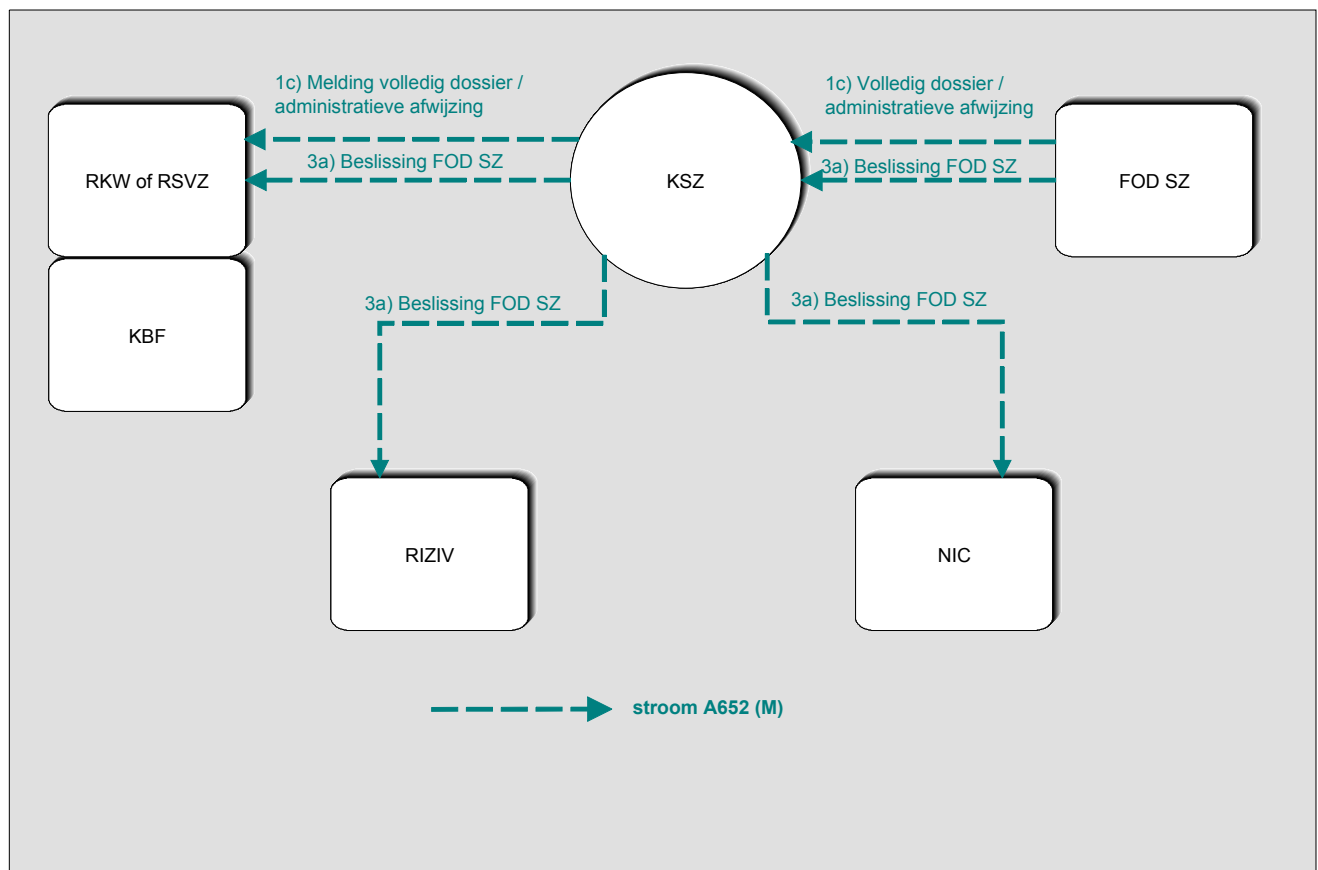 1c) Melding volledig dossier /
administratieve afwijzing
1c) Volledig dossier /
administratieve afwijzing
3a) Beslissing FOD SZ
3a) Beslissing FOD SZ
RKW of RSVZ
KSZ
FOD SZ
3a) Beslissing FOD SZ
3a) Beslissing FOD SZ
KBF
RIZIV
NIC
stroom A652 (M)